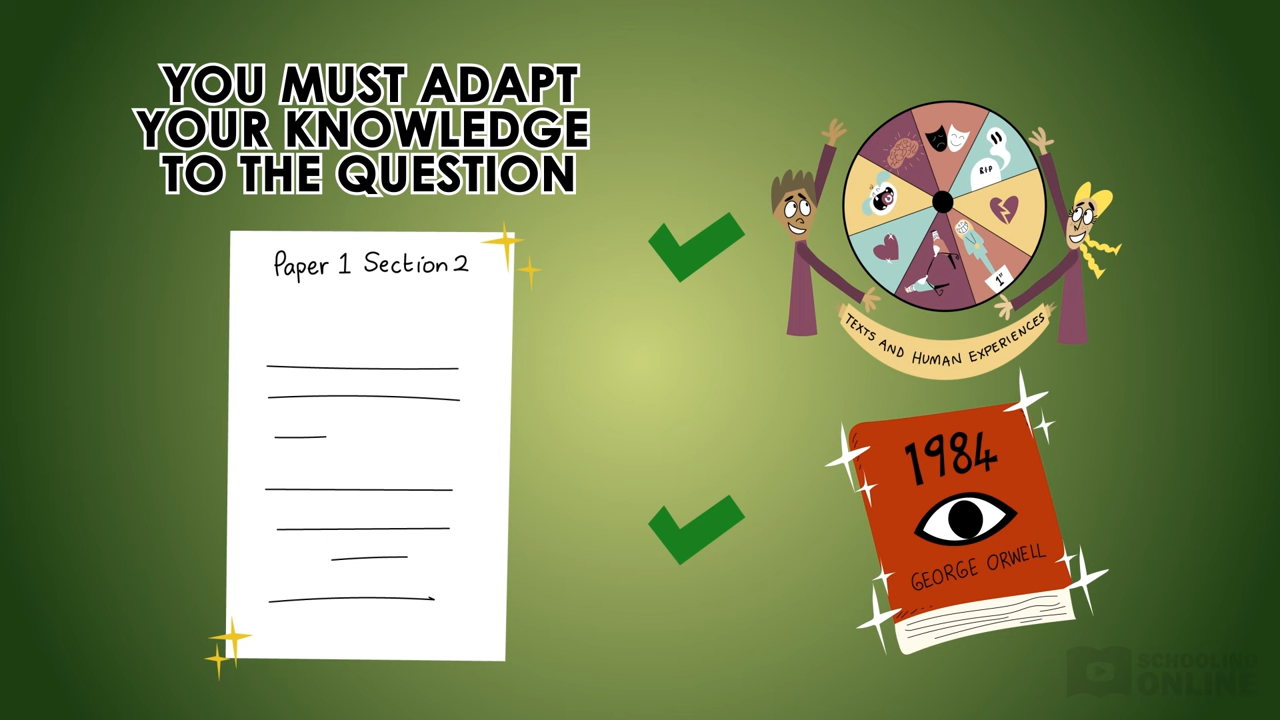 YOU MUST ADAPT
YOUR KNOWLEDGE
TO THE QUESTION
Paper 1 Section 2
RIP
1st
TEXTS AND HUMAN EXPERIENCES
1984
GEORGE ORWELL
SCHOOLING
ONLINE